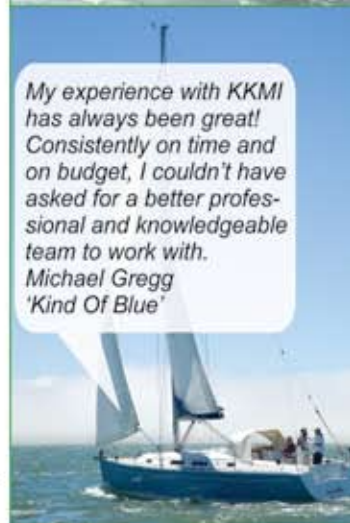 My experience with KKMI
has always been great!
Consistently on time and
on budget, I couldn't have
asked for a better profes-
sional and knowledgeable
team to work with.
Michael Gregg
'Kind Of Blue'